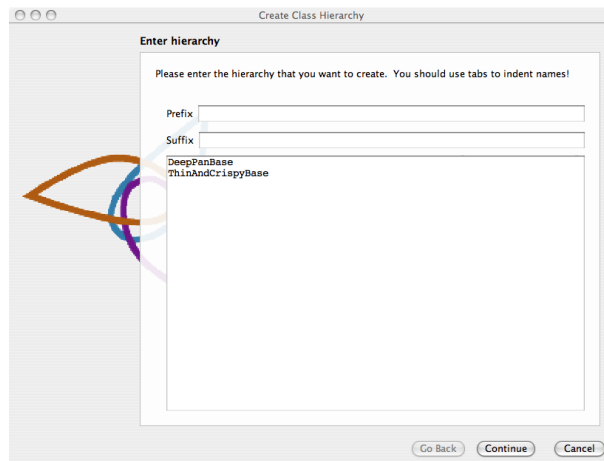 Create Class Hierarchy
Enter hierarchy
Please enter the hierarchy that you want to create. You should use tabs to indent names!
Prefix
Suffix
DeepPanBase
ThinAndCrispyBase
Go Back Continue Cancel